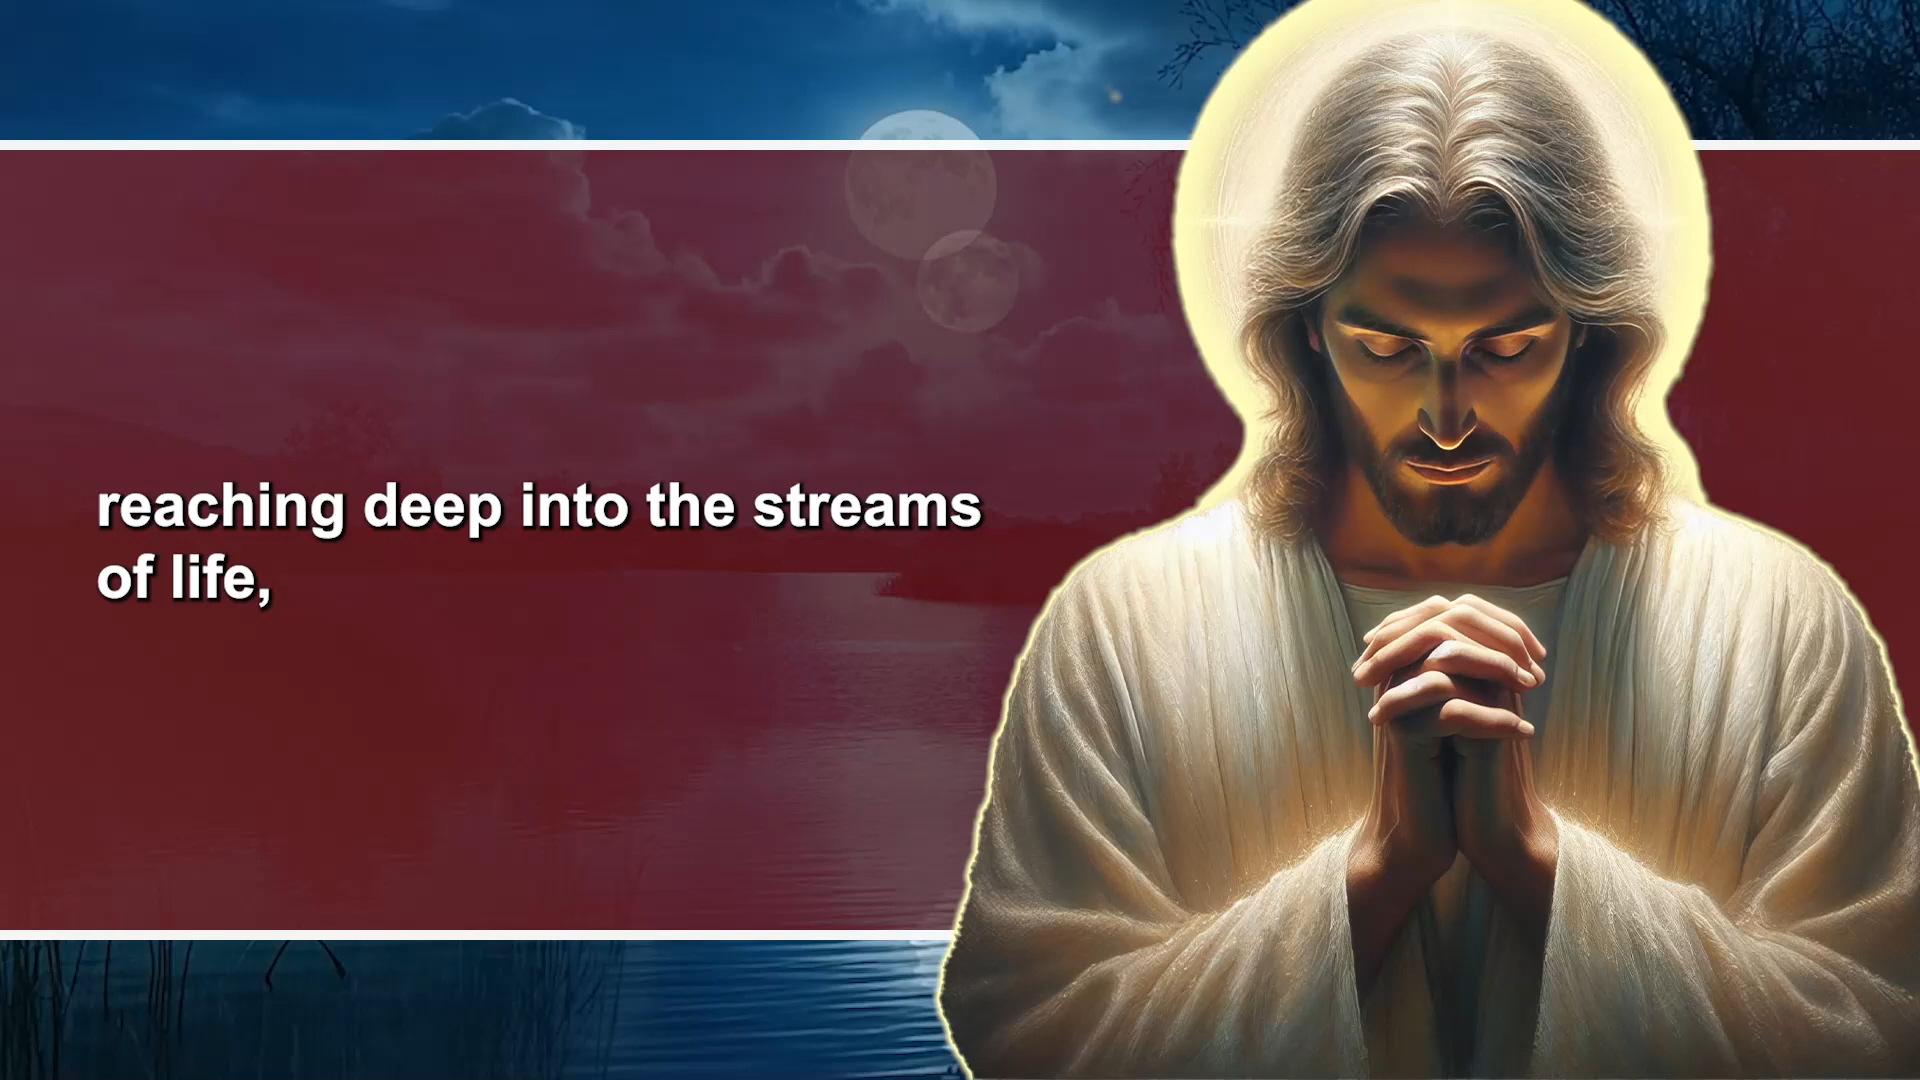 reaching deep into the streams
of life,